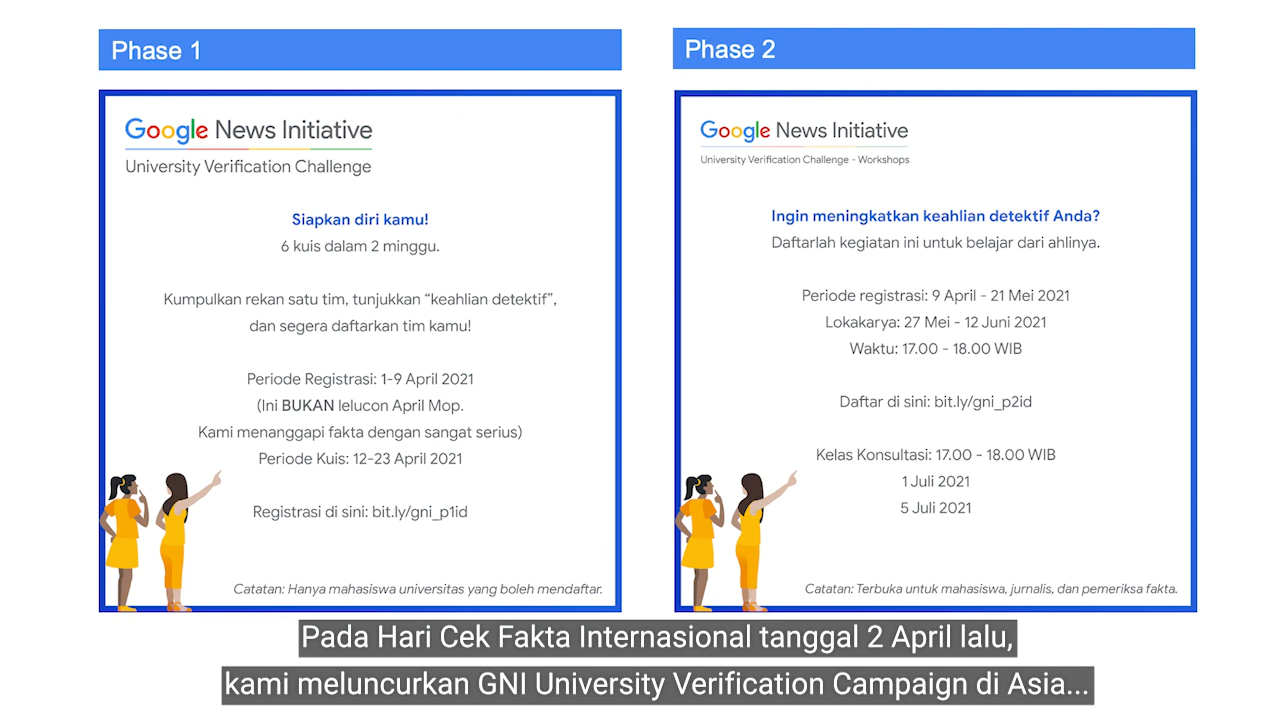 Phase 1
Google News Initiative
University Verification Challenge
Siapkan diri kamu!
6 kuis dalam 2 minggu.
Kumpulkan rekan satu tim, tunjukkan “keahlian detektif”,
dan segera daftarkan tim kamu!
Periode Registrasi: 1-9 April 2021
(Ini BUKAN lelucon April Mop.
Kami menanggapi fakta dengan sangat serius)
Periode Kuis: 12-23 April 2021
Registrasi di sini: bit.ly/gni_p1id
Catatan: Hanya mahasiswa universitas yang boleh mendaftar.
Phase 2
Google News Initiative
University Verification Challenge - Workshops
Ingin meningkatkan keahlian detektif Anda?
Daftarlah kegiatan ini untuk belajar dari ahlinya.
Periode registrasi: 9 April - 21 Mei 2021
Lokakarya: 27 Mei - 12 Juni 2021
Waktu: 17.00 - 18.00 WIB
Daftar di sini: bit.ly/gni_p2id
Kelas Konsultasi: 17.00 - 18.00 WIB
1 Juli 2021
5 Juli 2021
Catatan: Terbuka untuk mahasiswa, jurnalis, dan pemeriksa fakta.
Pada Hari Cek Fakta Internasional tanggal 2 April lalu,
kami meluncurkan GNI University Verification Campaign di Asia...